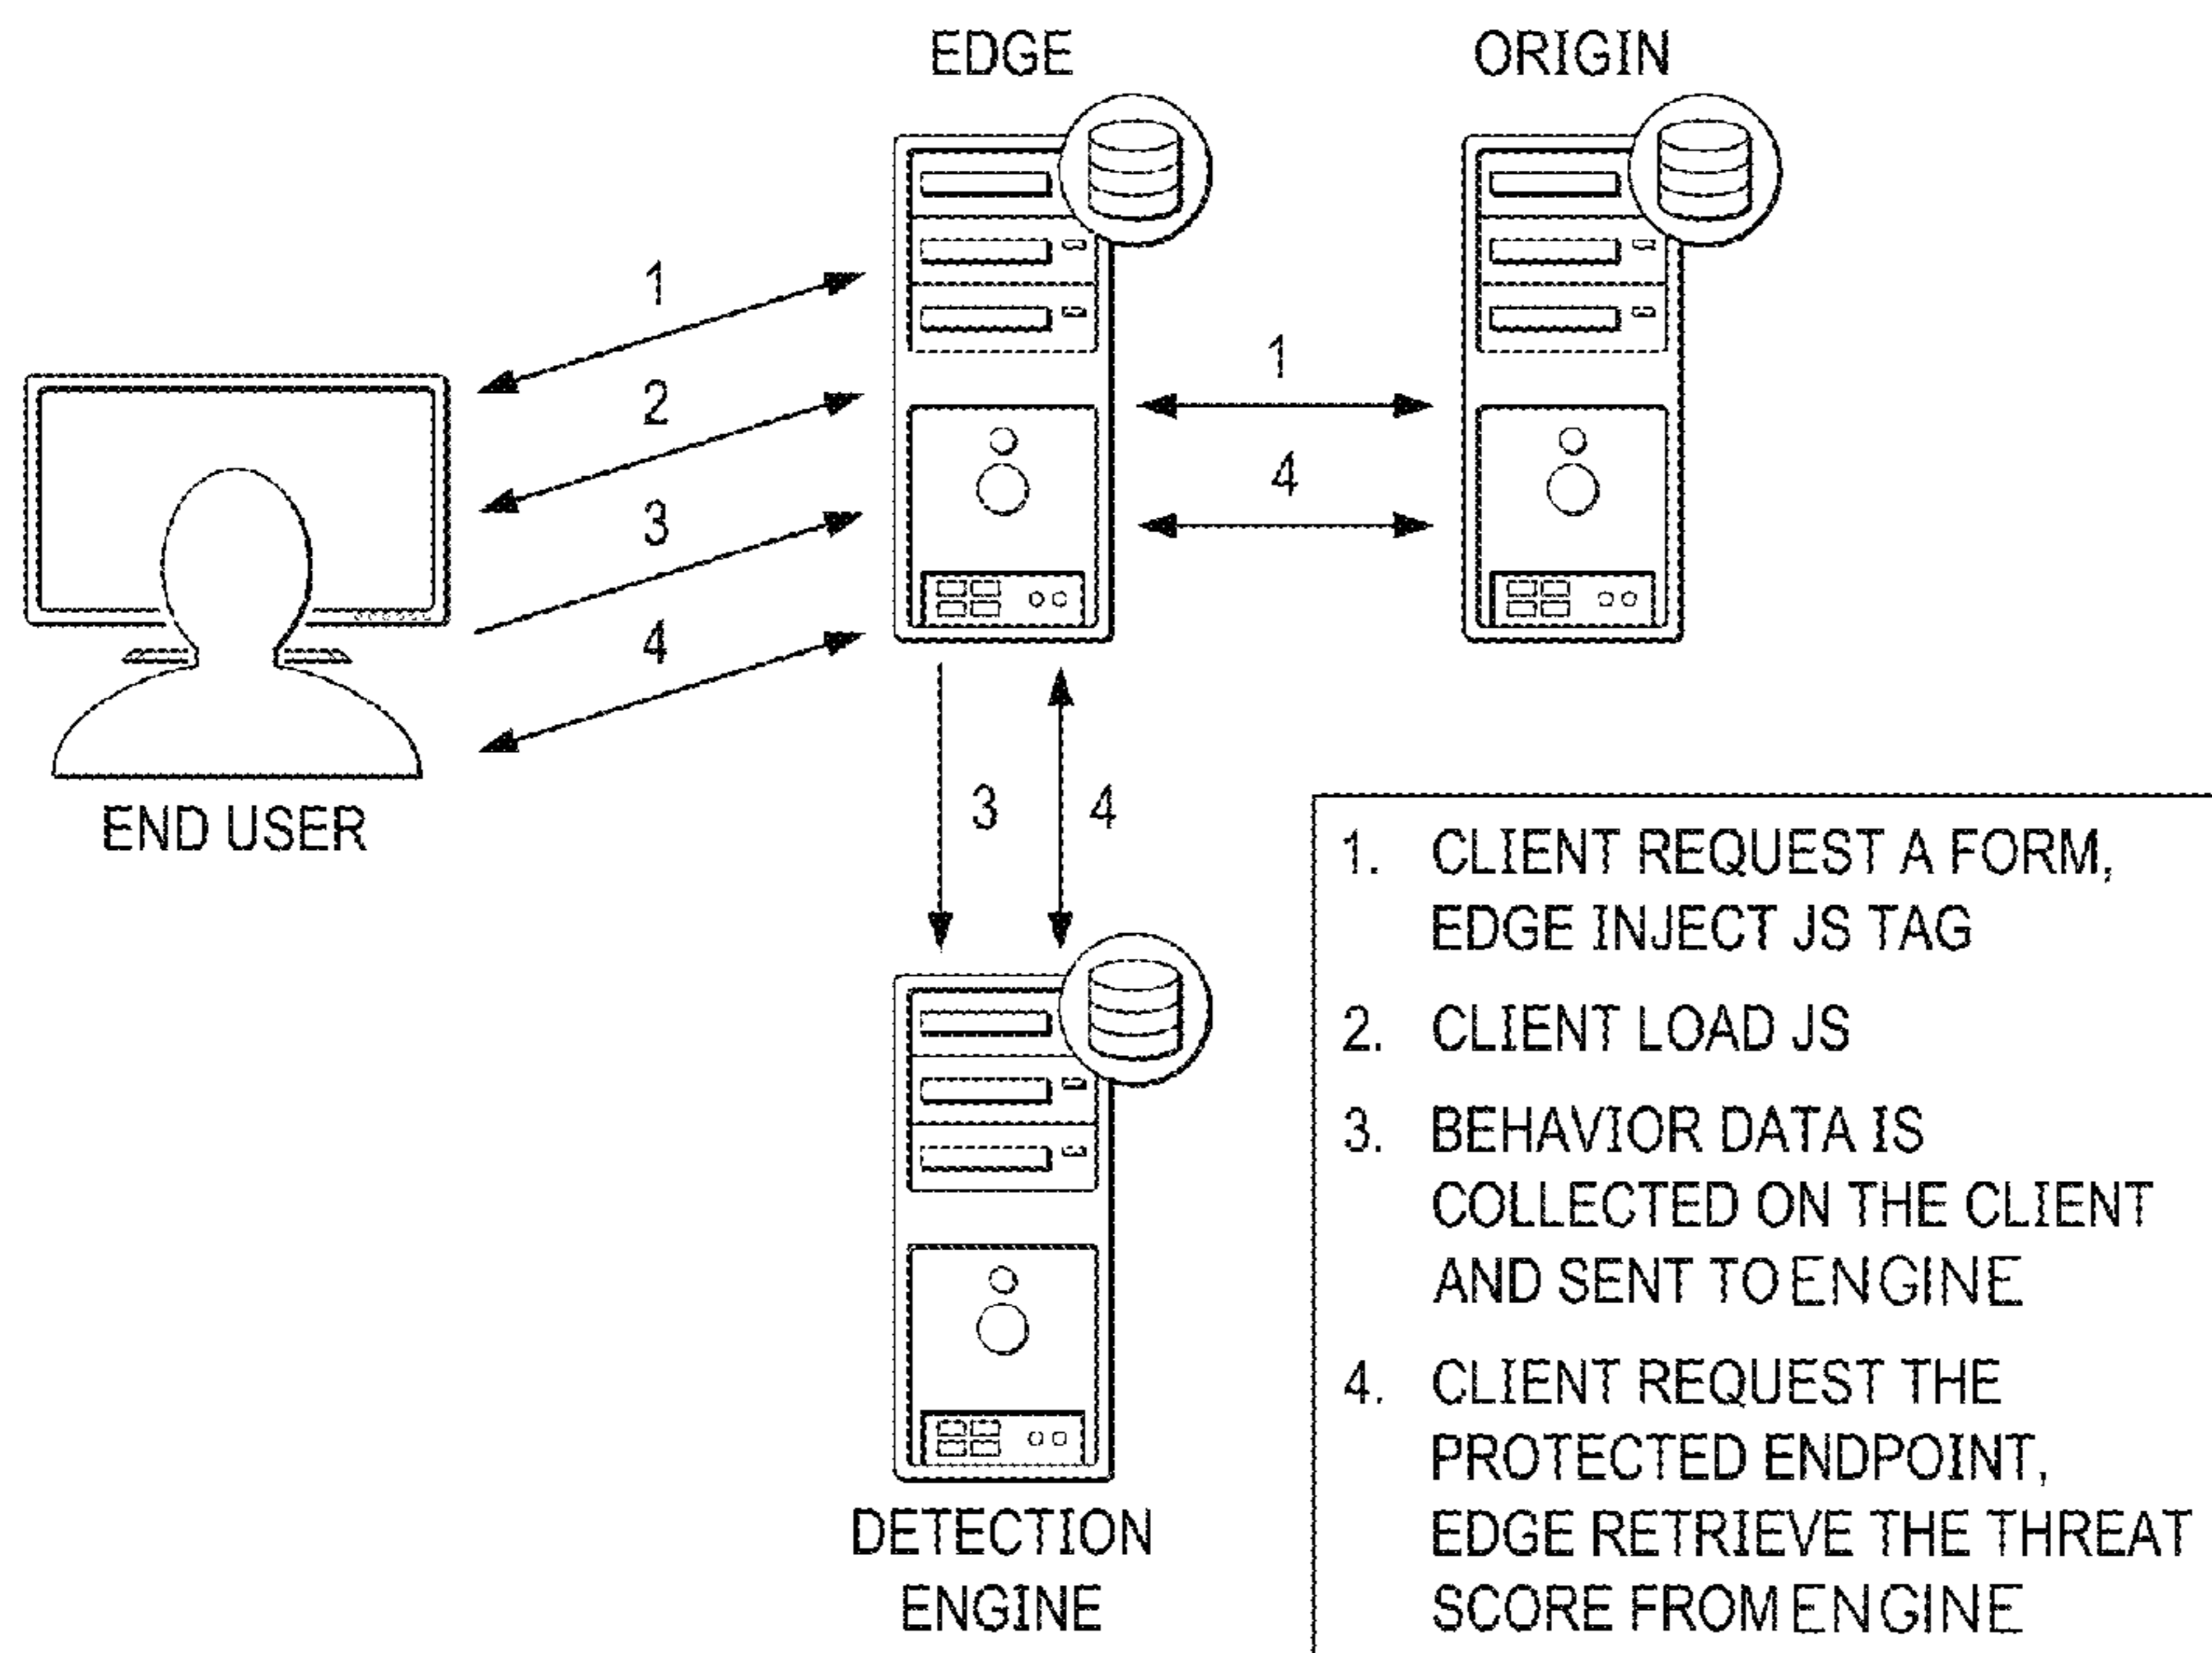 EDGE
ORIGIN
1
2
3
4
1
4
END USER
3
4
DETECTION
ENGINE
1. CLIENT REQUEST A FORM,
EDGE INJECT JS TAG
2. CLIENT LOAD JS
3. BEHAVIOR DATA IS
COLLECTED ON THE CLIENT
AND SENT TO ENGINE
4. CLIENT REQUEST THE
PROTECTED ENDPOINT,
EDGE RETRIEVE THE THREAT
SCORE FROM ENGINE